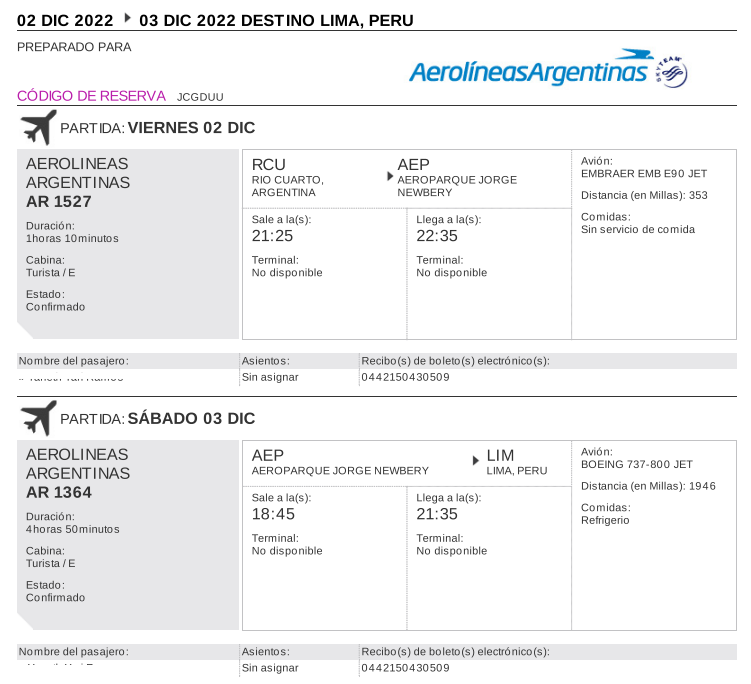 02 DIC 2022 03 DIC 2022 DESTINO LIMA, PERU
PREPARADO PARA
AerolíneasArgentinas SKYTEAM
CÓDIGO DE RESERVA JCGDUU
PARTIDA: VIERNES 02 DIC
AEROLINEAS
ARGENTINAS
AR 1527
Duración:
1horas 10minutos
Cabina:
Turista / E
Estado:
Confirmado
RCU
RIO CUARTO,
ARGENTINA
AEP
AEROPARQUE JORGE
NEWBERY
Sale a la(s):
21:25
Terminal:
No disponible
Llega a la(s):
22:35
Terminal:
No disponible
Avión:
EMBRAER EMB E90 JET
Distancia (en Millas): 353
Comidas:
Sin servicio de comida
Nombre del pasajero: Asientos: Recibo(s) de boleto(s) electrónico(s):
Sin asignar 0442150430509
PARTIDA: SÁBADO 03 DIC
AEROLINEAS
ARGENTINAS
AR 1364
Duración:
4horas 50minutos
Cabina:
Turista / E
Estado:
Confirmado
AEP
AEROPARQUE JORGE NEWBERY
LIM
LIMA, PERU
Sale a la(s):
18:45
Terminal:
No disponible
Llega a la(s):
21:35
Terminal:
No disponible
Avión:
BOEING 737-800 JET
Distancia (en Millas): 1946
Comidas:
Refrigerio
Nombre del pasajero: Asientos: Recibo(s) de boleto(s) electrónico(s):
Sin asignar 0442150430509